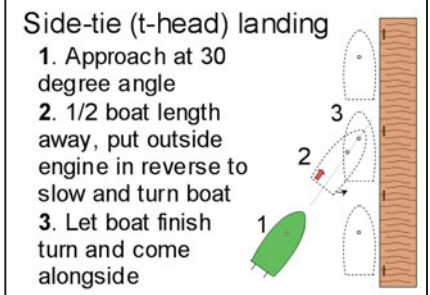 Side-tie (t-head) landing
1. Approach at 30
degree angle
2. 1/2 boat length
away, put outside
engine in reverse to
slow and turn boat
3. Let boat finish
turn and come
alongside
3
2
1